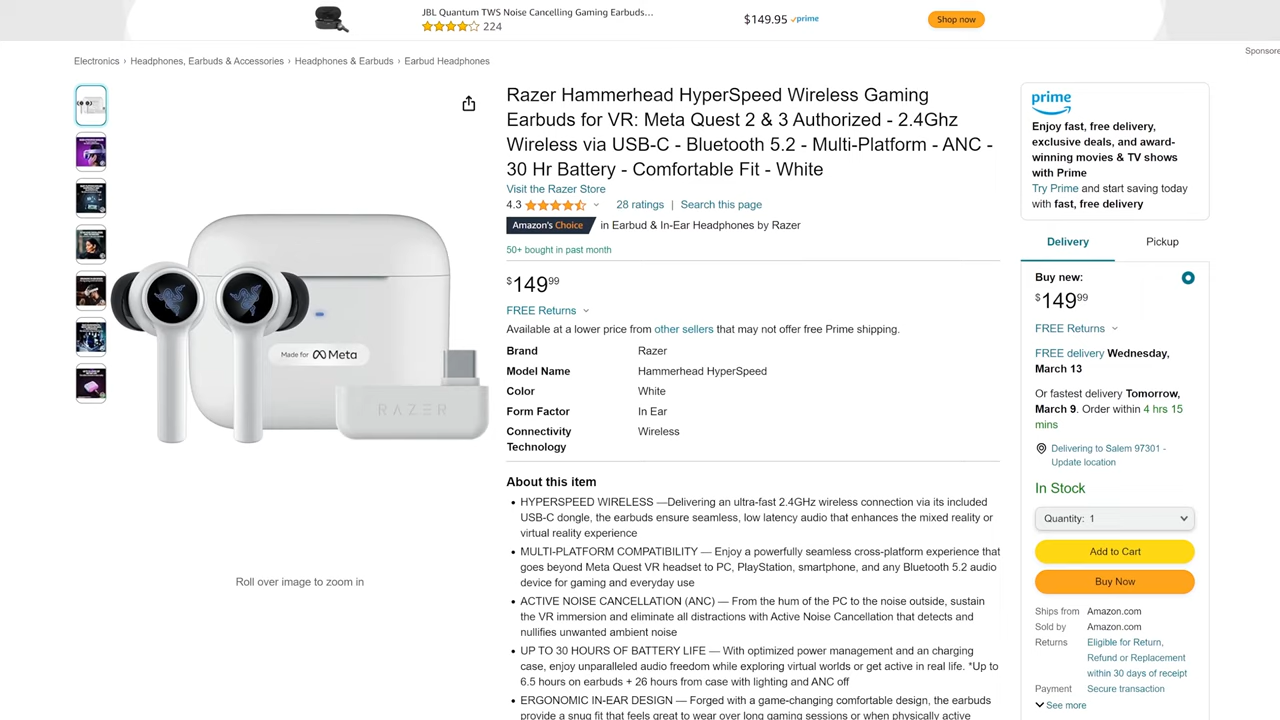 JBL Quantum TWS Noise Cancelling Gaming Earbuds…
224
$149.95 prime
Shop now
Sponsore
Electronics › Headphones, Earbuds & Accessories › Headphones & Earbuds › Earbud Headphones
Razer Hammerhead HyperSpeed Wireless Gaming
Earbuds for VR: Meta Quest 2 & 3 Authorized - 2.4Ghz
Wireless via USB-C - Bluetooth 5.2 - Multi-Platform - ANC -
30 Hr Battery - Comfortable Fit - White
Visit the Razer Store
4.3 28 ratings | Search this page
Amazon's Choice in Earbud & In-Ear Headphones by Razer
50+ bought in past month
$149 99
FREE Returns
Available at a lower price from other sellers that may not offer free Prime shipping.
Brand Razer
Model Name Hammerhead HyperSpeed
Color White
Form Factor In Ear
Connectivity Wireless
Technology
About this item
• HYPERSPEED WIRELESS —Delivering an ultra-fast 2.4GHz wireless connection via its included
USB-C dongle, the earbuds ensure seamless, low latency audio that enhances the mixed reality or
virtual reality experience
• MULTI-PLATFORM COMPATIBILITY — Enjoy a powerfully seamless cross-platform experience that
goes beyond Meta Quest VR headset to PC, PlayStation, smartphone, and any Bluetooth 5.2 audio
device for gaming and everyday use
• ACTIVE NOISE CANCELLATION (ANC) — From the hum of the PC to the noise outside, sustain
the VR immersion and eliminate all distractions with Active Noise Cancellation that detects and
nullifies unwanted ambient noise
• UP TO 30 HOURS OF BATTERY LIFE — With optimized power management and an charging
case, enjoy unparalleled audio freedom while exploring virtual worlds or get active in real life. *Up to
6.5 hours on earbuds + 26 hours from case with lighting and ANC off
• ERGONOMIC IN-EAR DESIGN — Forged with a game-changing comfortable design, the earbuds
provide a snug fit that feels great to wear over long gaming sessions or when physically active
Made for Meta
RAZER
Roll over image to zoom in
prime
Enjoy fast, free delivery,
exclusive deals, and award-
winning movies & TV shows
with Prime
Try Prime and start saving today
with fast, free delivery
Delivery Pickup
Buy new:
$149 99
FREE Returns
FREE delivery Wednesday,
March 13
Or fastest delivery Tomorrow,
March 9. Order within 4 hrs 15
mins
Delivering to Salem 97301 -
Update location
In Stock
Quantity: 1
Add to Cart
Buy Now
Ships from Amazon.com
Sold by Amazon.com
Returns Eligible for Return,
Refund or Replacement
within 30 days of receipt
Payment Secure transaction
See more